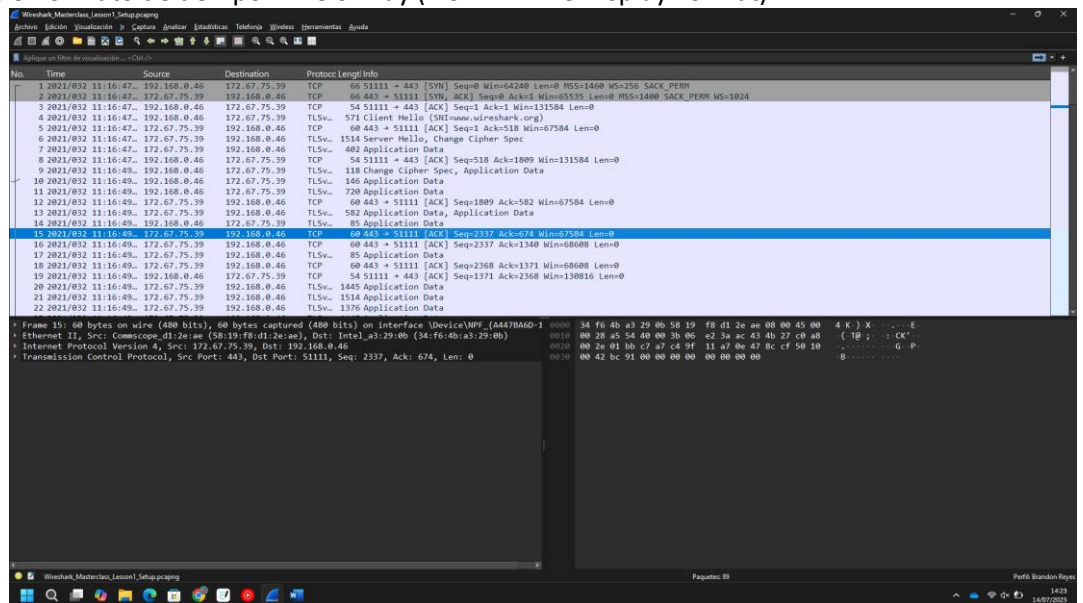 Wireshark_Masterclass_Lesson1_Setup.pcapng
Archivo Edición Visualización Ir Captura Analizar Estadísticas Telefonía Wireless Herramientas Ayuda
Aplique un filtro de visualización ... <Ctrl-/>
No. Time Source Destination Protocc Lengtl Info
1 2021/032 11:16:47… 192.168.0.46 172.67.75.39 TCP 66 51111 → 443 [SYN] Seq=0 Win=64240 Len=0 MSS=1460 WS=256 SACK_PERM
2 2021/032 11:16:47… 172.67.75.39 192.168.0.46 TCP 66 443 → 51111 [SYN, ACK] Seq=0 Ack=1 Win=65535 Len=0 MSS=1400 SACK_PERM WS=1024
3 2021/032 11:16:47… 192.168.0.46 172.67.75.39 TCP 54 51111 → 443 [ACK] Seq=1 Ack=1 Win=131584 Len=0
4 2021/032 11:16:47… 192.168.0.46 172.67.75.39 TLSv… 571 Client Hello (SNI=www.wireshark.org)
5 2021/032 11:16:47… 172.67.75.39 192.168.0.46 TCP 60 443 → 51111 [ACK] Seq=1 Ack=518 Win=67584 Len=0
6 2021/032 11:16:47… 172.67.75.39 192.168.0.46 TLSv… 1514 Server Hello, Change Cipher Spec
7 2021/032 11:16:47… 172.67.75.39 192.168.0.46 TLSv… 402 Application Data
8 2021/032 11:16:47… 192.168.0.46 172.67.75.39 TCP 54 51111 → 443 [ACK] Seq=518 Ack=1809 Win=131584 Len=0
9 2021/032 11:16:49… 192.168.0.46 172.67.75.39 TLSv… 118 Change Cipher Spec, Application Data
10 2021/032 11:16:49… 192.168.0.46 172.67.75.39 TLSv… 146 Application Data
11 2021/032 11:16:49… 192.168.0.46 172.67.75.39 TLSv… 720 Application Data
12 2021/032 11:16:49… 172.67.75.39 192.168.0.46 TCP 60 443 → 51111 [ACK] Seq=1809 Ack=582 Win=67584 Len=0
13 2021/032 11:16:49… 172.67.75.39 192.168.0.46 TLSv… 582 Application Data, Application Data
14 2021/032 11:16:49… 192.168.0.46 172.67.75.39 TLSv… 85 Application Data
15 2021/032 11:16:49… 172.67.75.39 192.168.0.46 TCP 60 443 → 51111 [ACK] Seq=2337 Ack=674 Win=67584 Len=0
16 2021/032 11:16:49… 172.67.75.39 192.168.0.46 TCP 60 443 → 51111 [ACK] Seq=2337 Ack=1340 Win=68608 Len=0
17 2021/032 11:16:49… 172.67.75.39 192.168.0.46 TLSv… 85 Application Data
18 2021/032 11:16:49… 172.67.75.39 192.168.0.46 TCP 60 443 → 51111 [ACK] Seq=2368 Ack=1371 Win=68608 Len=0
19 2021/032 11:16:49… 192.168.0.46 172.67.75.39 TCP 54 51111 → 443 [ACK] Seq=1371 Ack=2368 Win=130816 Len=0
20 2021/032 11:16:49… 172.67.75.39 192.168.0.46 TLSv… 1445 Application Data
21 2021/032 11:16:49… 172.67.75.39 192.168.0.46 TLSv… 1514 Application Data
22 2021/032 11:16:49… 172.67.75.39 192.168.0.46 TLSv… 1376 Application Data
Frame 15: 60 bytes on wire (480 bits), 60 bytes captured (480 bits) on interface \Device\NPF_{A447BA6D-1
Ethernet II, Src: Commscope_d1:2e:ae (58:19:f8:d1:2e:ae), Dst: Intel_a3:29:0b (34:f6:4b:a3:29:0b)
Internet Protocol Version 4, Src: 172.67.75.39, Dst: 192.168.0.46
Transmission Control Protocol, Src Port: 443, Dst Port: 51111, Seq: 2337, Ack: 674, Len: 0
0000 34 f6 4b a3 29 0b 58 19 f8 d1 2e ae 08 00 45 00 4·K·)·X· ··.···E·
0010 00 28 a5 54 40 00 3b 06 e2 3a ac 43 4b 27 c0 a8 ·(·T@·;· ·:·CK'··
0020 00 2e 01 bb c7 a7 c4 9f 11 a7 0e 47 8c cf 50 10 ·.······ ···G··P·
0030 00 42 bc 91 00 00 00 00 00 00 00 00 ·B······ ····
Wireshark_Masterclass_Lesson1_Setup.pcapng Paquetes: 89 Perfil: Brandon Reyes
14:23
14/07/2025